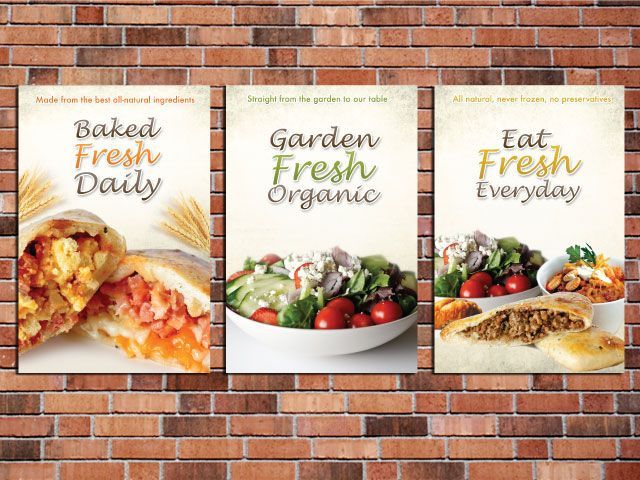 Made from the best all-natural ingredients
Baked
Fresh
Daily
Straight from the garden to our table
Garden
Fresh
Organic
All natural, never frozen, no preservatives
Eat
Fresh
Everyday